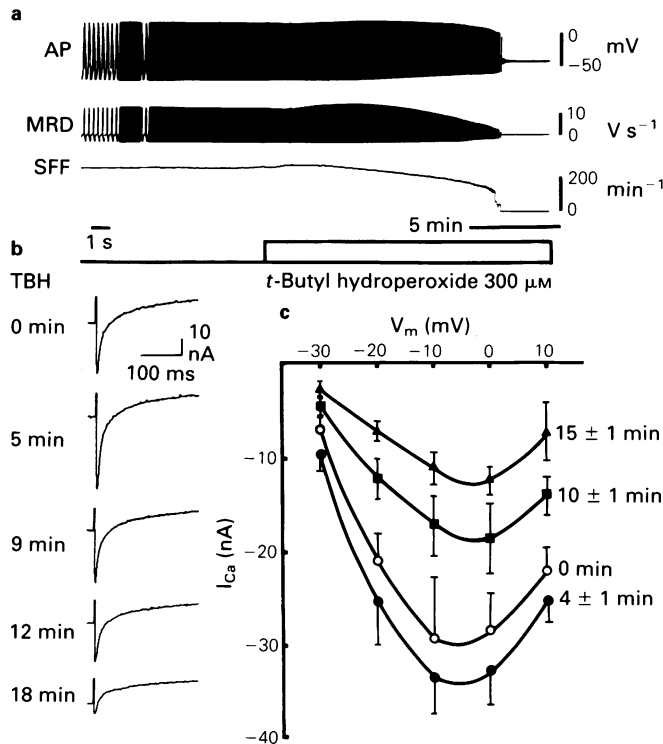 a
AP
0
−50
mV
MRD
10
0
V s⁻¹
SFF
200
0
min⁻¹
1 s
5 min
t-Butyl hydroperoxide 300 μM
b
TBH
0 min
10
nA
100 ms
5 min
9 min
12 min
18 min
c
Vm (mV)
−30 −20 −10 0 10
−10
−20
−30
−40
ICa (nA)
15 ± 1 min
10 ± 1 min
0 min
4 ± 1 min